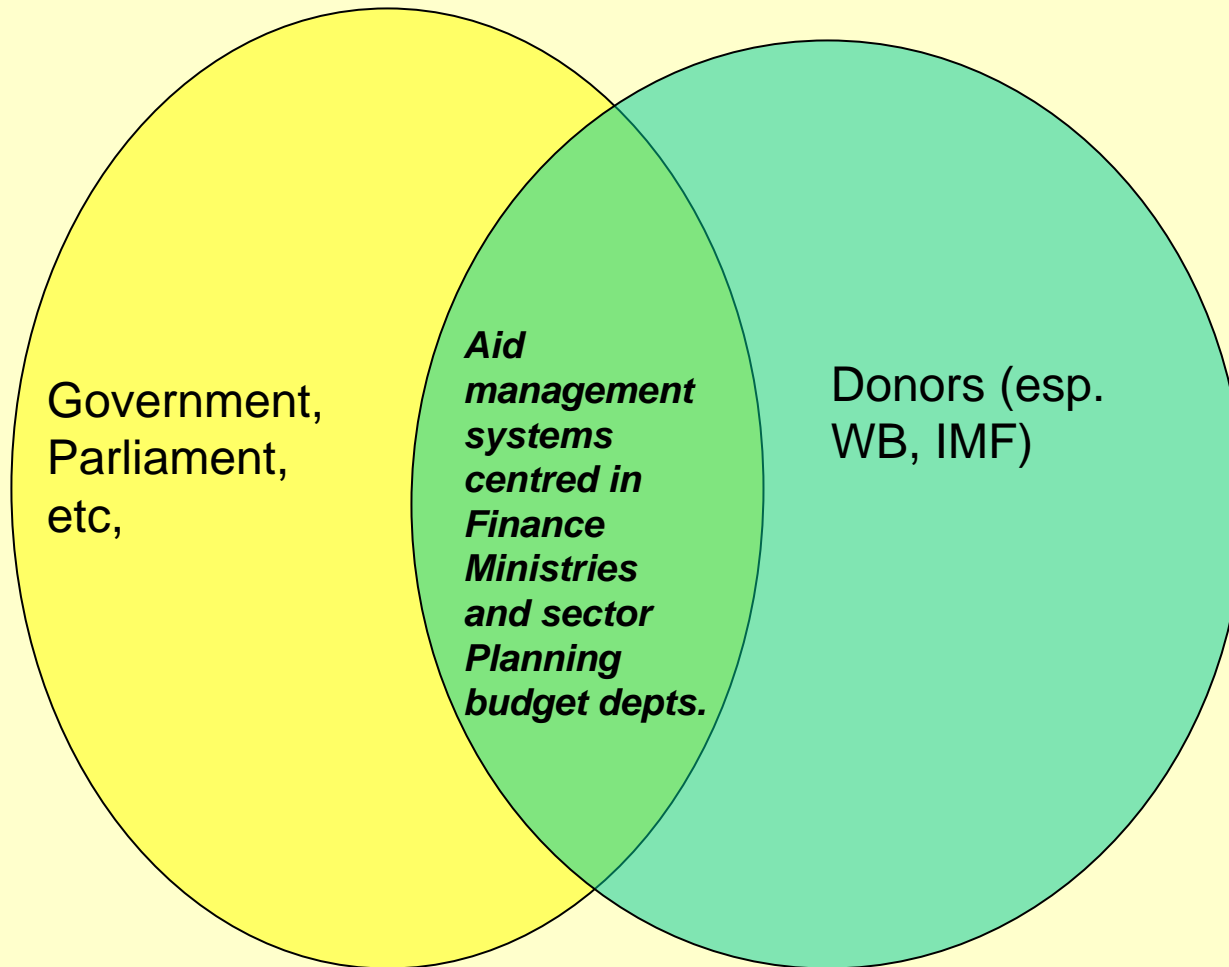 Government,
Parliament,
etc,
Aid
management
systems
centred in
Finance
Ministries
and sector
Planning
budget depts.
Donors (esp.
WB, IMF)